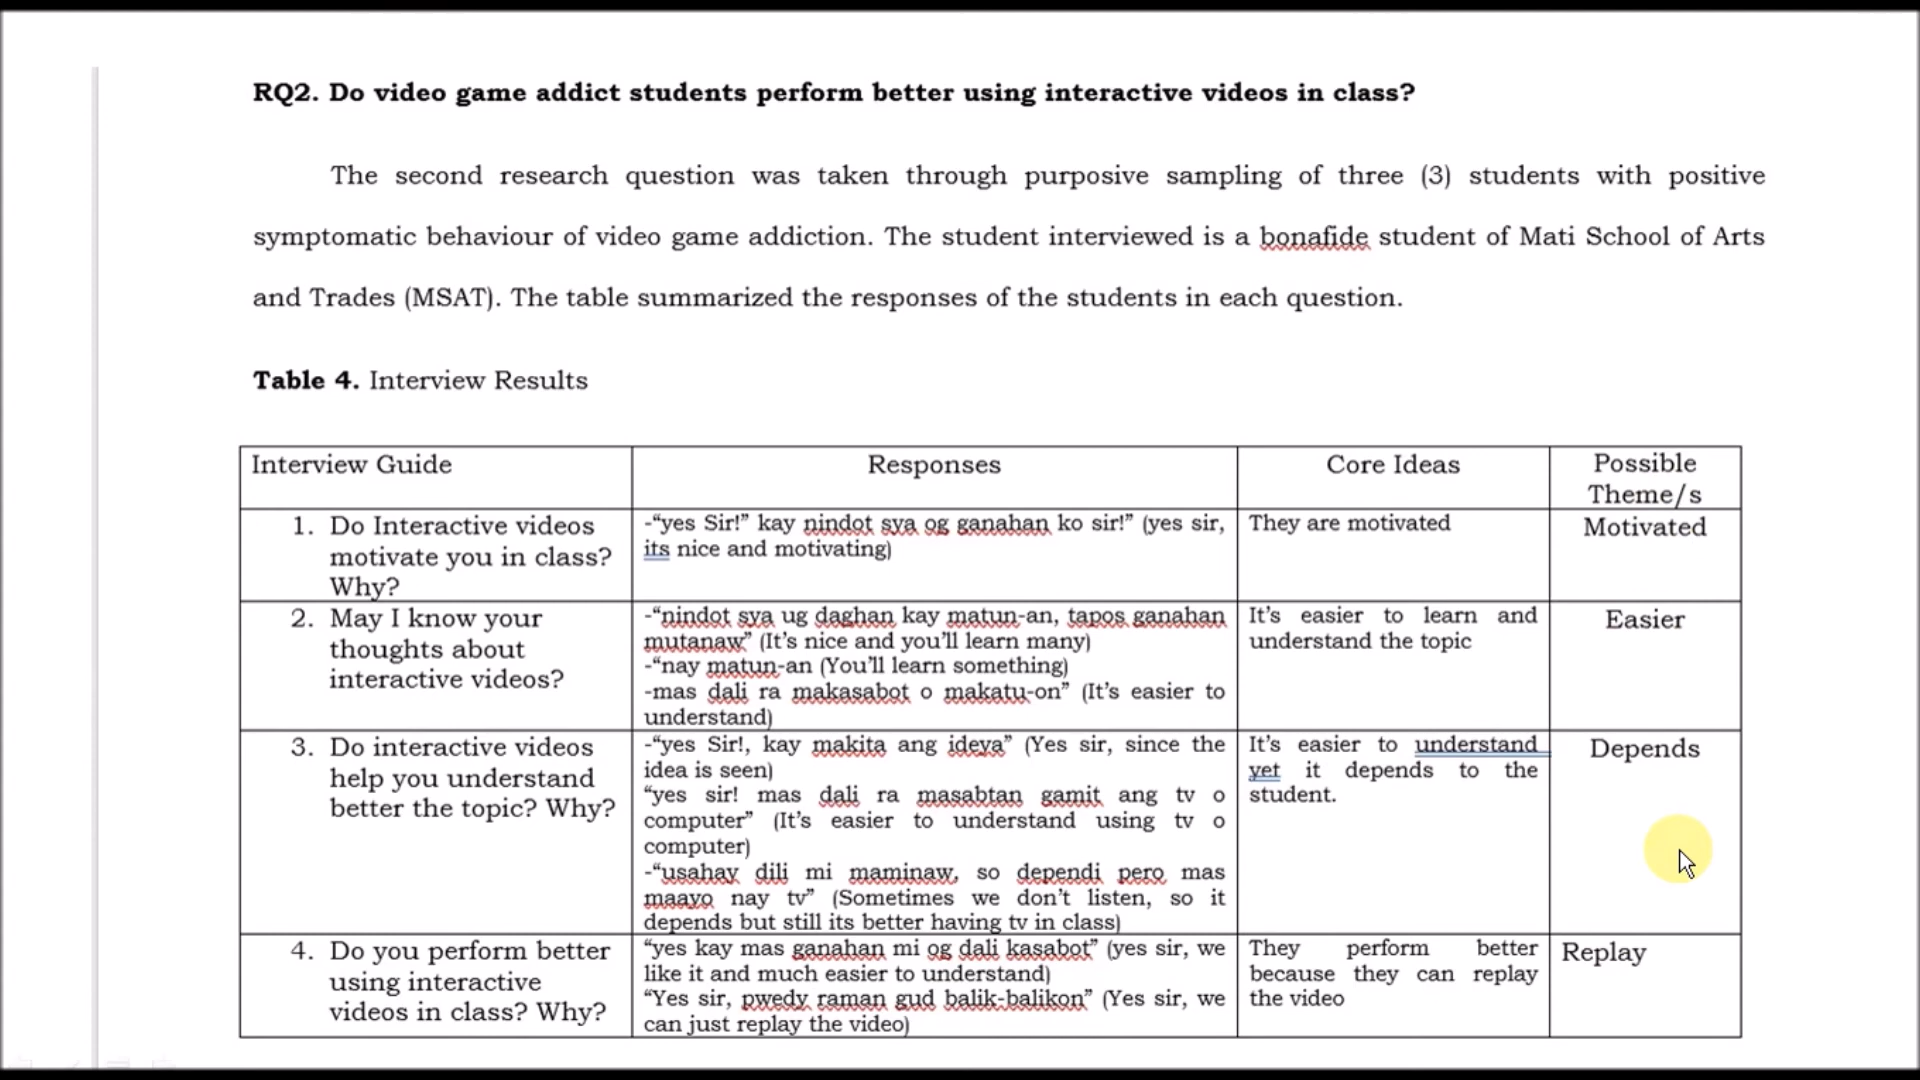 RQ2. Do video game addict students perform better using interactive videos in class?
The second research question was taken through purposive sampling of three (3) students with positive
symptomatic behaviour of video game addiction. The student interviewed is a bonafide student of Mati School of Arts
and Trades (MSAT). The table summarized the responses of the students in each question.
Table 4. Interview Results
Interview Guide
Responses
Core Ideas
Possible
Theme/s
1. Do Interactive videos
motivate you in class?
Why?
-“yes Sir!” kay nindot sya og ganahan ko sir!” (yes sir,
its nice and motivating)
They are motivated
Motivated
2. May I know your
thoughts about
interactive videos?
-“nindot sya ug daghan kay matun-an, tapos ganahan
mutanaw” (It’s nice and you’ll learn many)
-“nay matun-an (You’ll learn something)
-mas dali ra makasabot o makatu-on” (It’s easier to
understand)
It’s easier to learn and
understand the topic
Easier
3. Do interactive videos
help you understand
better the topic? Why?
-“yes Sir!, kay makita ang ideya” (Yes sir, since the
idea is seen)
“yes sir! mas dali ra masabtan gamit ang tv o
computer” (It’s easier to understand using tv o
computer)
-“usahay dili mi maminaw, so dependi pero mas
maayo nay tv” (Sometimes we don’t listen, so it
depends but still its better having tv in class)
It’s easier to understand
yet it depends to the
student.
Depends
4. Do you perform better
using interactive
videos in class? Why?
“yes kay mas ganahan mi og dali kasabot” (yes sir, we
like it and much easier to understand)
“Yes sir, pwedy raman gud balik-balikon” (Yes sir, we
can just replay the video)
They perform better
because they can replay
the video
Replay